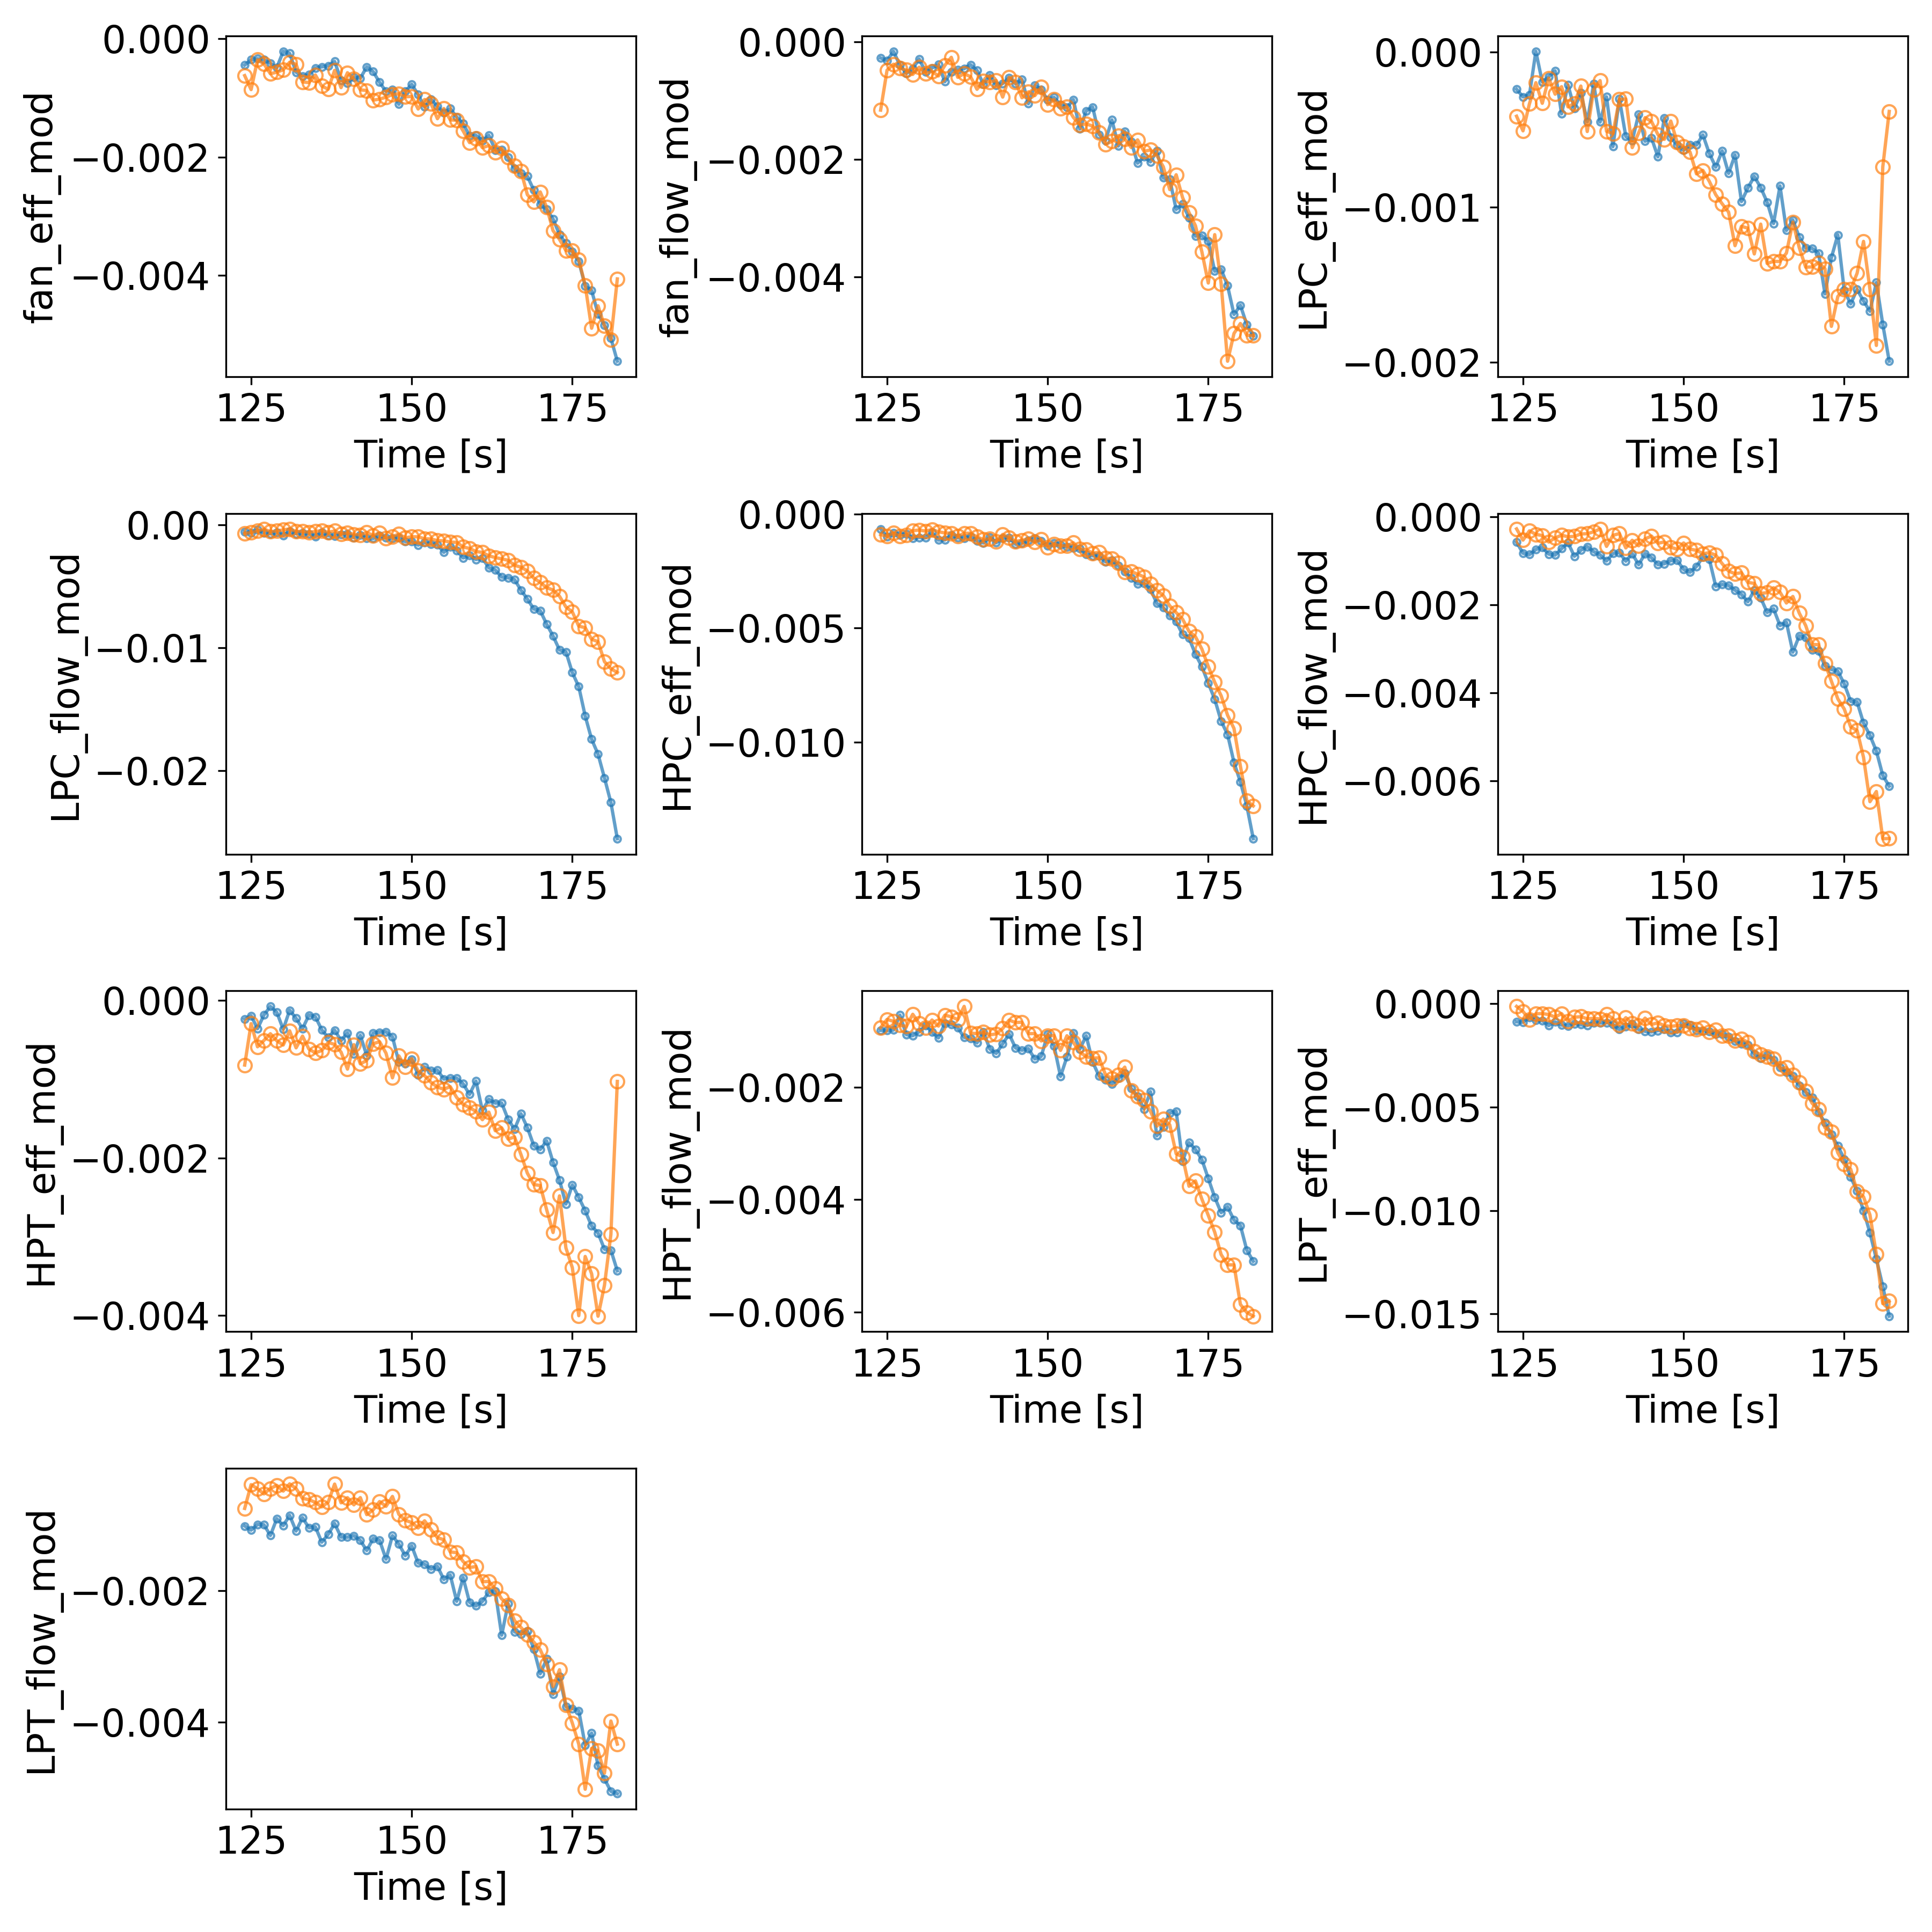 fan_eff_mod
0.000
−0.002
−0.004
125 150 175
Time [s]
fan_flow_mod
0.000
−0.002
−0.004
125 150 175
Time [s]
LPC_eff_mod
0.000
−0.001
−0.002
125 150 175
Time [s]
LPC_flow_mod
0.00
−0.01
−0.02
125 150 175
Time [s]
HPC_eff_mod
0.000
−0.005
−0.010
125 150 175
Time [s]
HPC_flow_mod
0.000
−0.002
−0.004
−0.006
125 150 175
Time [s]
HPT_eff_mod
0.000
−0.002
−0.004
125 150 175
Time [s]
HPT_flow_mod
−0.002
−0.004
−0.006
125 150 175
Time [s]
LPT_eff_mod
0.000
−0.005
−0.010
−0.015
125 150 175
Time [s]
LPT_flow_mod
−0.002
−0.004
125 150 175
Time [s]